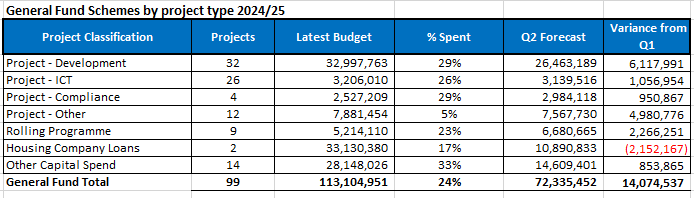 General Fund Schemes by project type 2024/25
Project Classification Projects Latest Budget % Spent Q2 Forecast Variance from Q1
Project - Development 32 32,997,763 29% 26,463,189 6,117,991
Project - ICT 26 3,206,010 26% 3,139,516 1,056,954
Project - Compliance 4 2,527,209 29% 2,984,118 950,867
Project - Other 12 7,881,454 5% 7,567,730 4,980,776
Rolling Programme 9 5,214,110 23% 6,680,665 2,266,251
Housing Company Loans 2 33,130,380 17% 10,890,833 (2,152,167)
Other Capital Spend 14 28,148,026 33% 14,609,401 853,865
General Fund Total 99 113,104,951 24% 72,335,452 14,074,537